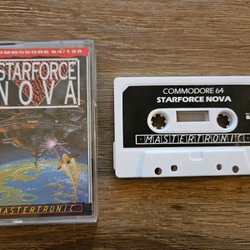 COMMODORE 64/128
STARFORCE
NOVA
MASTERTRONIC
COMMODORE 64
STARFORCE NOVA
MASTERTRONIC